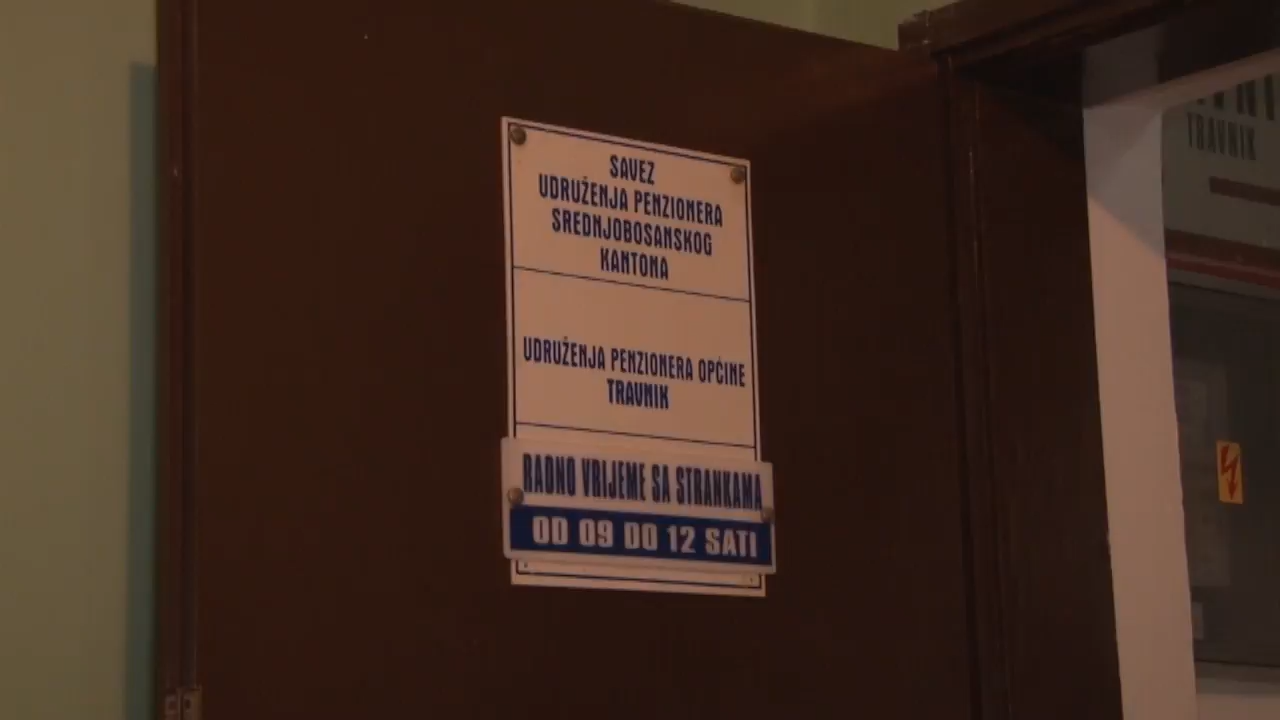 SAVEZ
UDRUŽENJA PENZIONERA
SREDNJOBOSANSKOG
KANTONA
UDRUŽENJA PENZIONERA OPĆINE
TRAVNIK
RADNO VRIJEME SA STRANKAMA
OD 09 DO 12 SATI
TRAVNIK